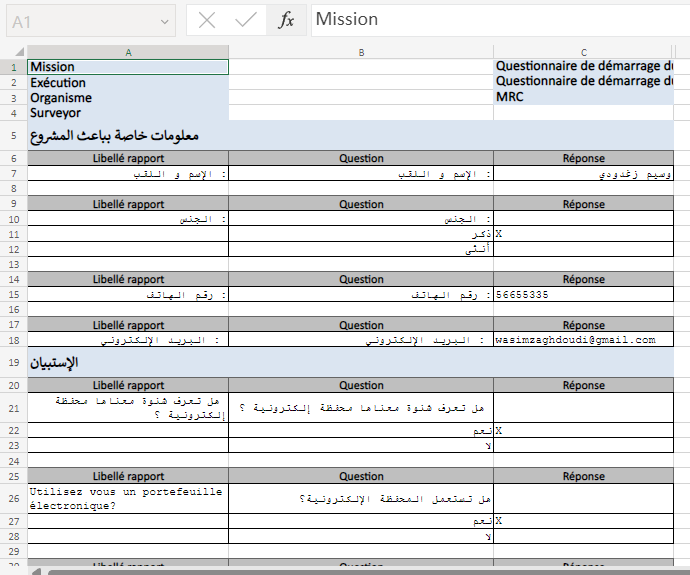 A1 fx Mission
A B C
1 Mission Questionnaire de démarrage du
2 Exécution Questionnaire de démarrage du
3 Organisme MRC
4 Surveyor
5 معلومات خاصة بباعث المشروع
6 Libellé rapport Question Réponse
7 الإسم و اللقب : الإسم و اللقب : وسيم زغدودي
8
9 Libellé rapport Question Réponse
10 الجنس : الجنس :
11 ذكر X
12 أنثى
13
14 Libellé rapport Question Réponse
15 رقم الهاتف : رقم الهاتف : 56655335
16
17 Libellé rapport Question Réponse
18 البريد الإلكتروني : البريد الإلكتروني : wasimzaghdoudi@gmail.com
19 الإستبيان
20 Libellé rapport Question Réponse
21 هل تعرف شنوة معناها محفظة
إلكترونية ؟ هل تعرف شنوة معناها محفظة إلكترونية ؟
22 نعم X
23 لا
24
25 Libellé rapport Question Réponse
26 Utilisez vous un portefeuille
électronique? هل تستعمل المحفظة الإلكترونية؟
27 نعم X
28 لا
29
30 Libellé rapport Question Réponse